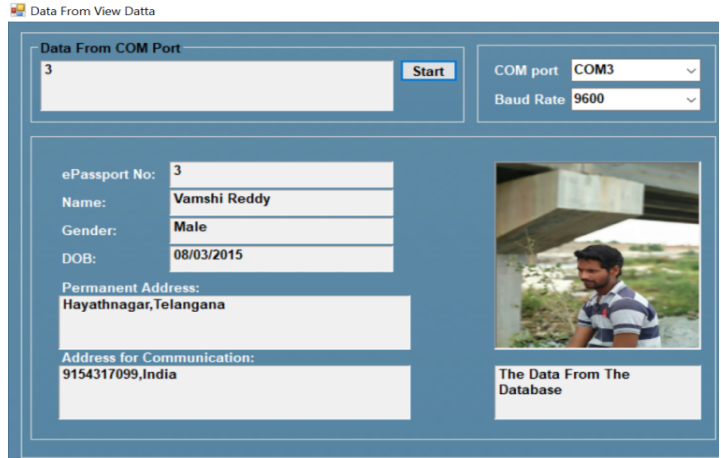 Data From View Datta
Data From COM Port
3
Start
COM port COM3
Baud Rate 9600
ePassport No: 3
Name: Vamshi Reddy
Gender: Male
DOB: 08/03/2015
Permanent Address:
Hayathnagar,Telangana
Address for Communication:
9154317099,India
The Data From The
Database